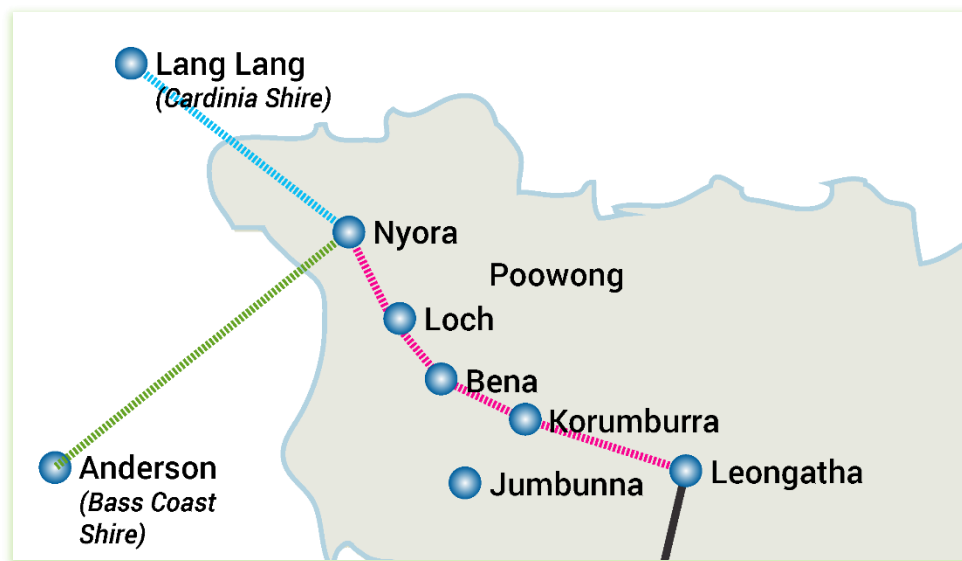 Lang Lang
(Cardinia Shire)
Nyora
Poowong
Loch
Bena
Korumburra
Anderson
(Bass Coast
Shire)
Jumbunna
Leongatha